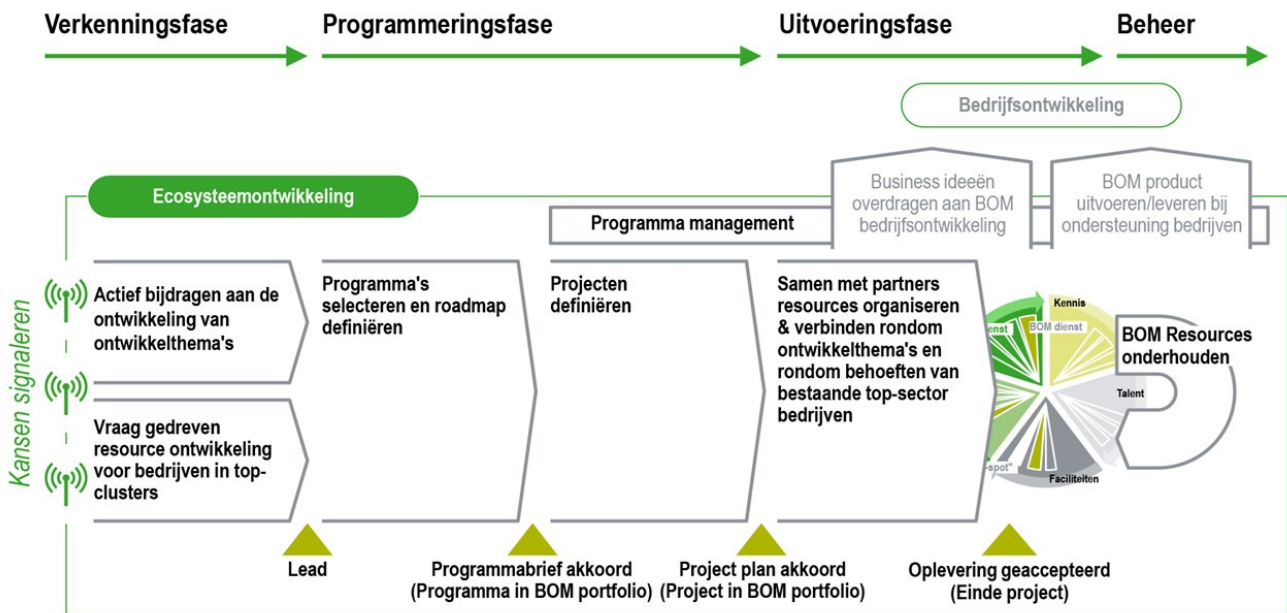 Verkenningsfase
Programmeringsfase
Uitvoeringsfase
Beheer
Bedrijfsontwikkeling
Ecosysteemontwikkeling
Business ideeën
overdragen aan BOM
bedrijfsontwikkeling
BOM product
uitvoeren/leveren bij
ondersteuning bedrijven
Programma management
Kansen signaleren
Actief bijdragen aan de
ontwikkeling van
ontwikkelthema's
Vraag gedreven
resource ontwikkeling
voor bedrijven in top-
clusters
Programma's
selecteren en roadmap
definiëren
Projecten
definiëren
Samen met partners
resources organiseren
& verbinden rondom
ontwikkelthema's en
rondom behoeften van
bestaande top-sector
bedrijven
Kennis
enst
BOM dienst
Talent
-spot"
Faciliteiten
BOM Resources
onderhouden
Lead
Programmabrief akkoord
(Programma in BOM portfolio)
Project plan akkoord
(Project in BOM portfolio)
Oplevering geaccepteerd
(Einde project)